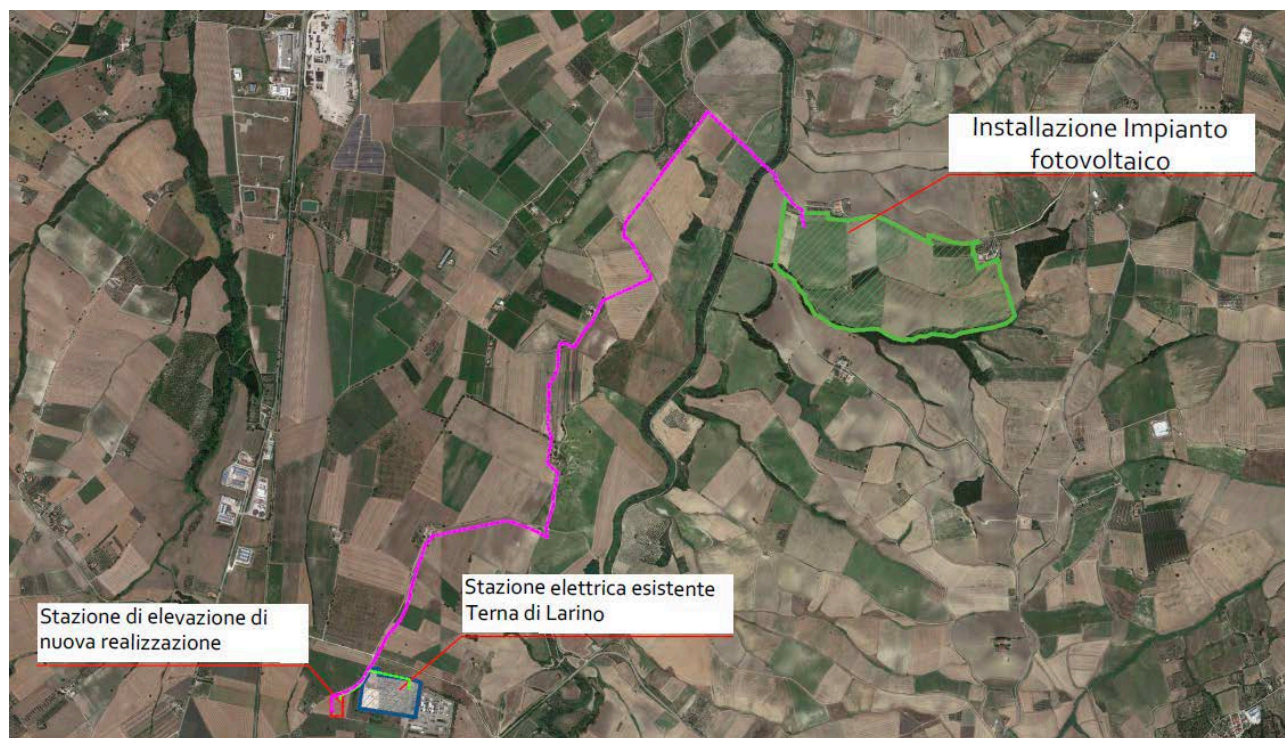 Installazione Impianto
fotovoltaico
Stazione elettrica esistente
Terna di Larino
Stazione di elevazione di
nuova realizzazione